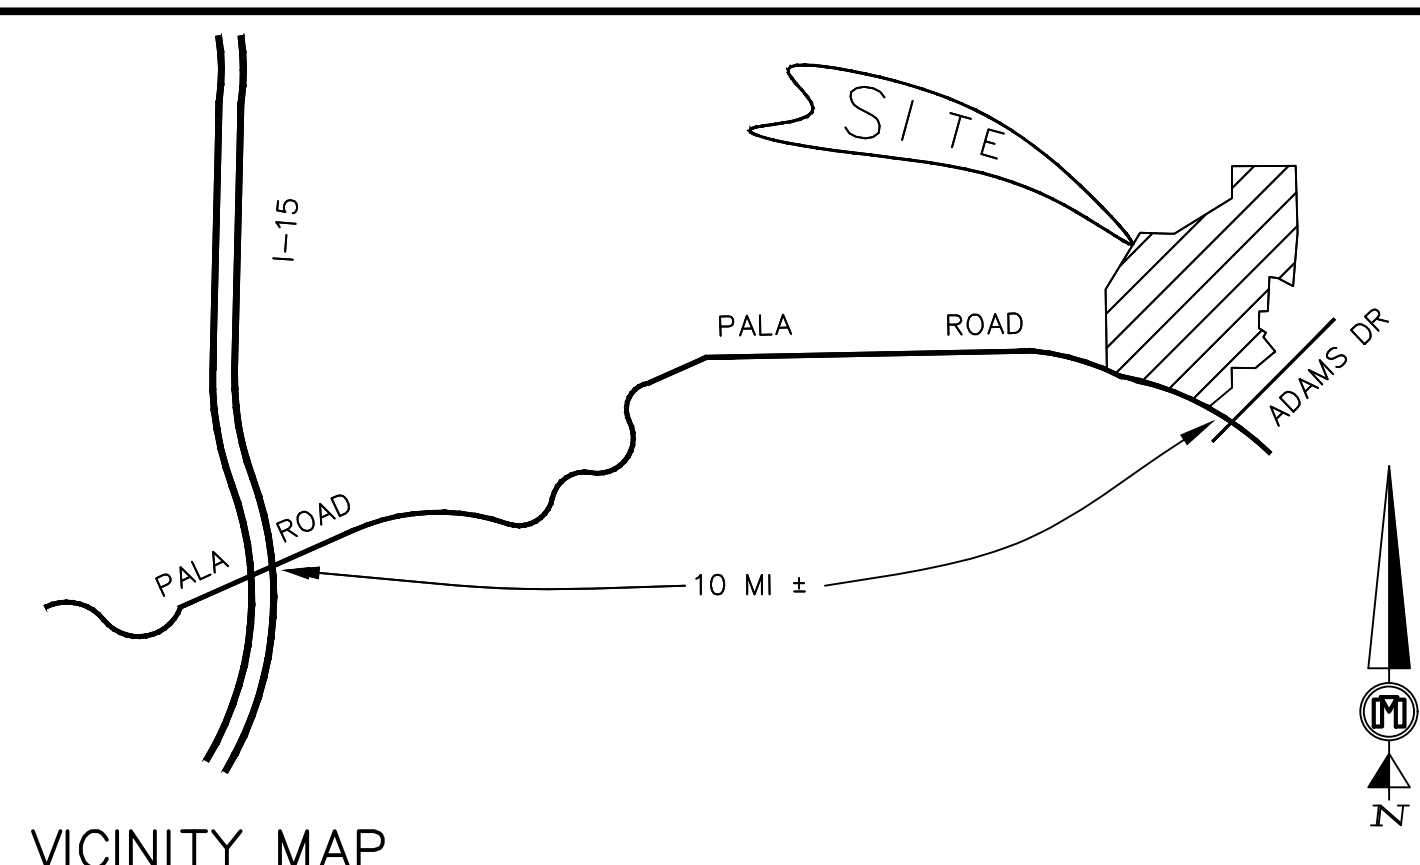 SITE
I-15
PALA ROAD
ADAMS DR
PALA ROAD
10 MI ±
M
N
VICINITY MAP